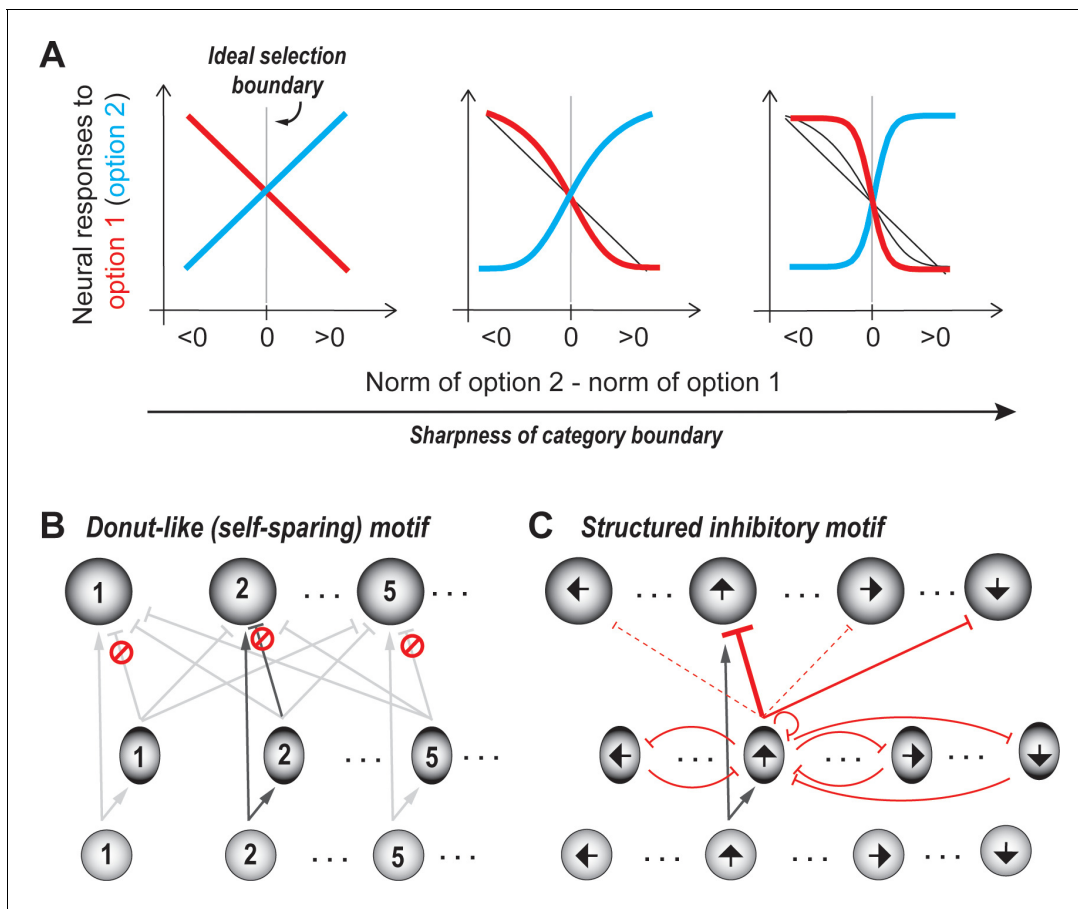 A
Ideal selection
boundary
Neural responses to
option 1 (option 2)
<0 0 >0
<0 0 >0
<0 0 >0
Norm of option 2 - norm of option 1
Sharpness of category boundary
B Donut-like (self-sparing) motif
1 2 ... 5 ...
1 2 ... 5 ...
1 2 ... 5 ...
C Structured inhibitory motif
← ... ↑ ... → ... ↓
← ... ↑ ... → ... ↓
← ... ↑ ... → ... ↓